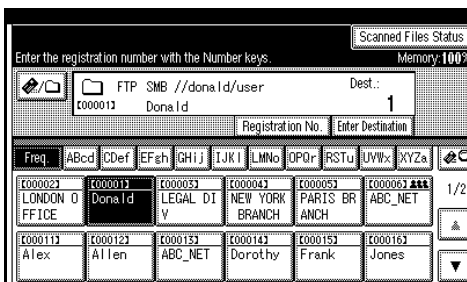 Scanned Files Status
Enter the registration number with the Number keys.
Memory:100%
FTP SMB //donald/user
Dest.:
[00001] Donald
1
Registration No.
Enter Destination
Freq. ABcd CDef EFgh GHij IJKl LMNo OPQr RSTu UVWx XYZa
[00002] [00001] [00003] [00004] [00005] [00006]
LONDON O Donald LEGAL DI NEW YORK PARIS BR ABC_NET
FFICE V BRANCH ANCH
1/2
[00011] [00012] [00013] [00014] [00015] [00016]
Alex Allen ABC_NET Dorothy Frank Jones